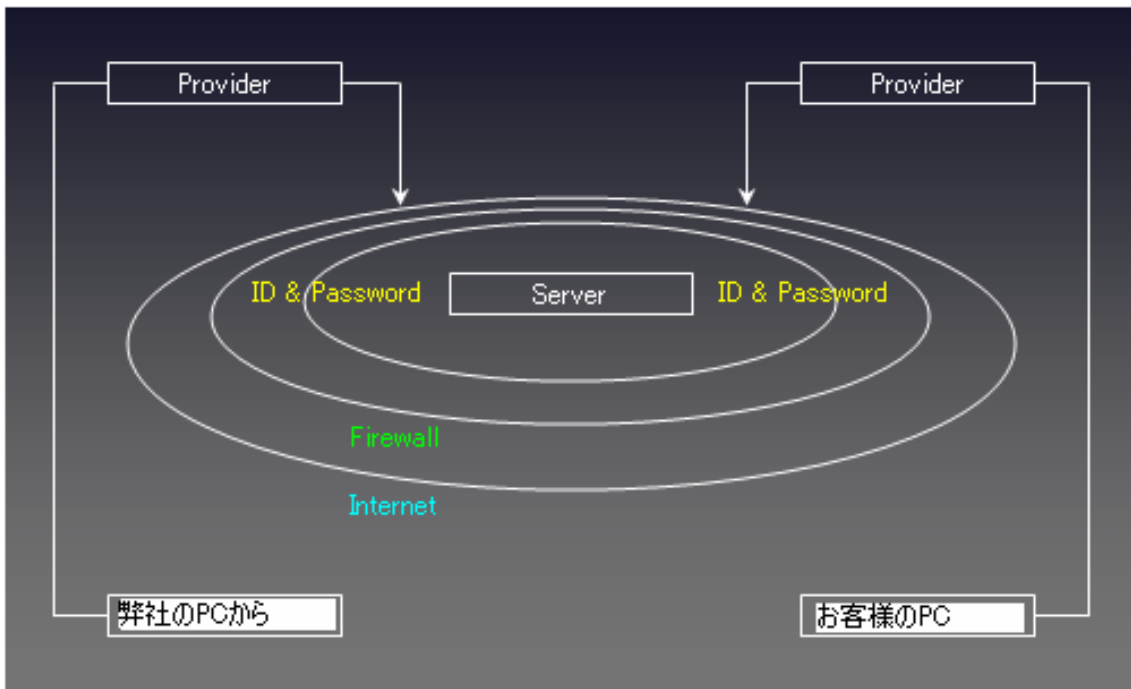 Provider
Provider
ID & Password
Server
ID & Password
Firewall
Internet
弊社のPCから
お客様のPC